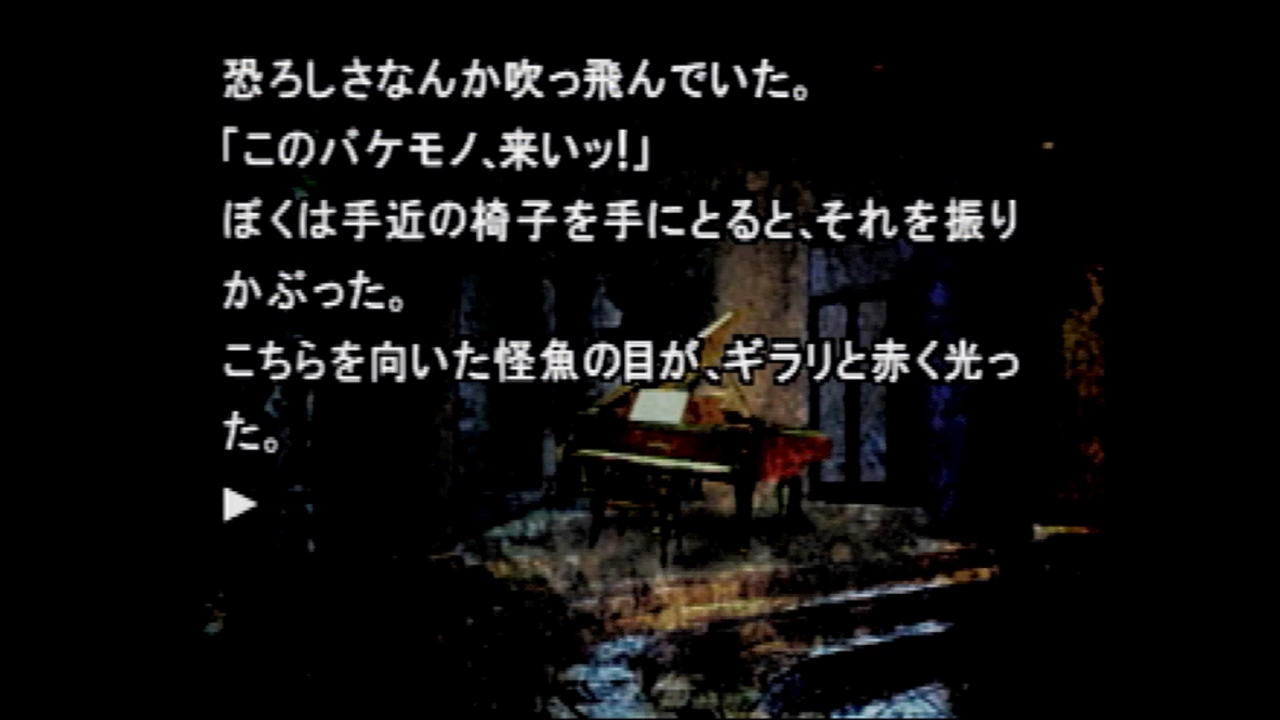 恐ろしさなんか吹っ飛んでいた。
「このバケモノ、来いッ!」
ぼくは手近の椅子を手にとると、それを振り
かぶった。
こちらを向いた怪魚の目が、ギラリと赤く光っ
た。